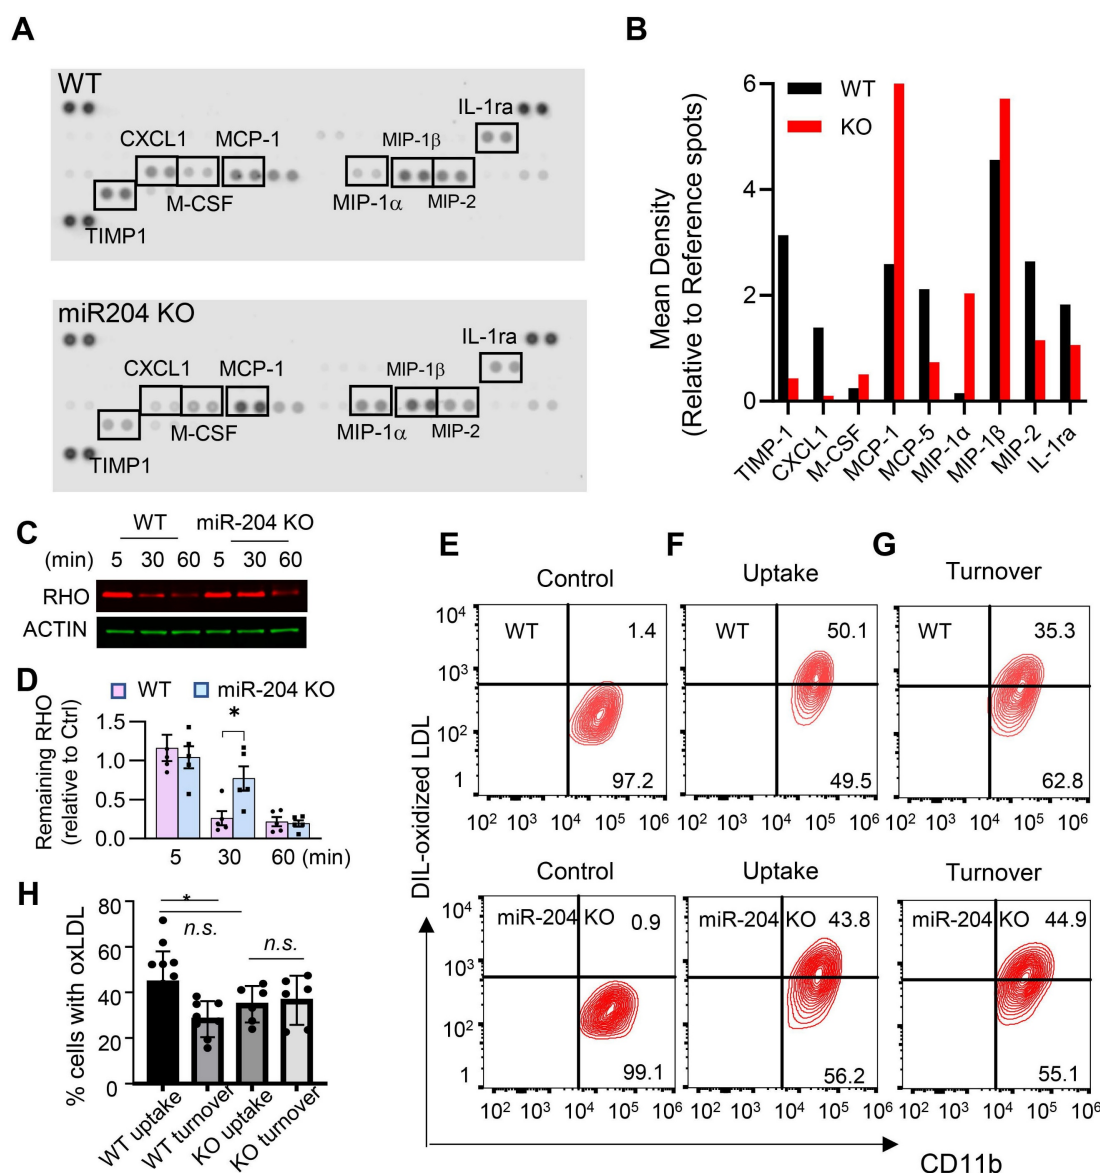 A
WT
IL-1ra
CXCL1 MCP-1 MIP-1β
M-CSF MIP-1α MIP-2
TIMP1
miR204 KO
IL-1ra
CXCL1 MCP-1 MIP-1β
M-CSF MIP-1α MIP-2
TIMP1
B
Mean Density
(Relative to Reference spots)
6
4
2
0
WT
KO
TIMP-1 CXCL1 M-CSF MCP-1 MCP-5 MIP-1α MIP-1β MIP-2 IL-1ra
C
WT miR-204 KO
(min) 5 30 60 5 30 60
RHO
ACTIN
D
WT miR-204 KO
Remaining RHO
(relative to Ctrl)
1.5
1.0
0.5
0.0
*
5 30 60 (min)
E F G
Control Uptake Turnover
DIL-oxidized LDL
10⁴
10³
10²
1
WT 1.4
97.2
WT 50.1
49.5
WT 35.3
62.8
10² 10³ 10⁴ 10⁵ 10⁶ 10² 10³ 10⁴ 10⁵ 10⁶ 10² 10³ 10⁴ 10⁵ 10⁶
Control Uptake Turnover
10⁴
10³
10²
1
miR-204 KO 0.9
99.1
miR-204 KO 43.8
56.2
miR-204 KO 44.9
55.1
10² 10³ 10⁴ 10⁵ 10⁶ 10² 10³ 10⁴ 10⁵ 10⁶ 10² 10³ 10⁴ 10⁵ 10⁶
CD11b
H
% cells with oxLDL
80
60
40
20
0
*
n.s.
n.s.
WT uptake WT turnover KO uptake KO turnover